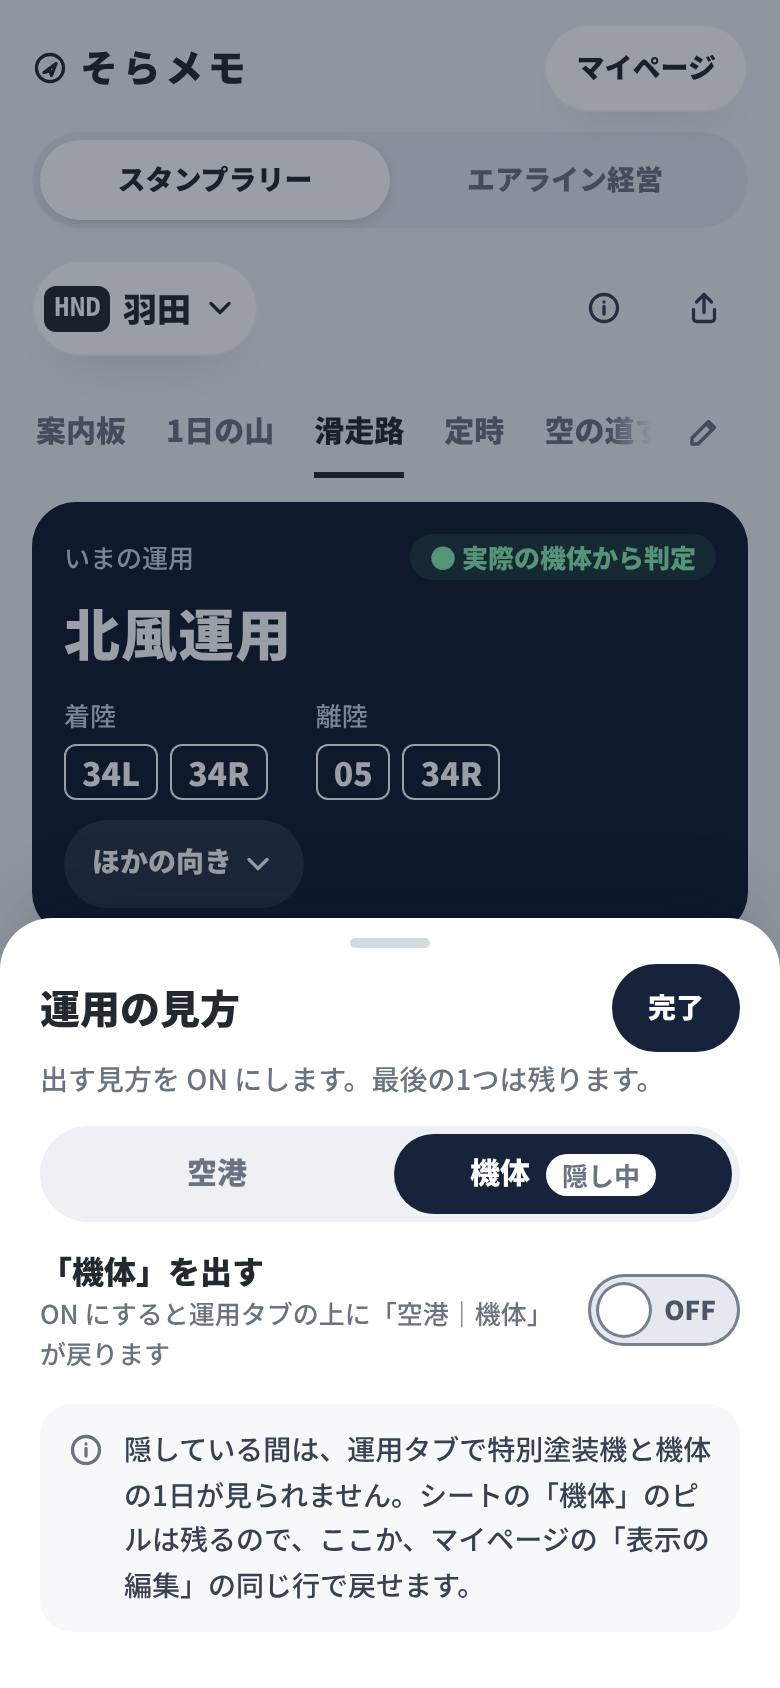 そらメモ
マイページ
スタンプラリー
エアライン経営
HND 羽田
案内板 1日の山 滑走路 定時 空の道
いまの運用
実際の機体から判定
北風運用
着陸
離陸
34L 34R
05 34R
ほかの向き
運用の見方
完了
出す見方を ON にします。最後の1つは残ります。
空港
機体 隠し中
「機体」を出す
ON にすると運用タブの上に「空港｜機体」
が戻ります
OFF
隠している間は、運用タブで特別塗装機と機体
の1日が見られません。シートの「機体」のピ
ルは残るので、ここか、マイページの「表示の
編集」の同じ行で戻せます。